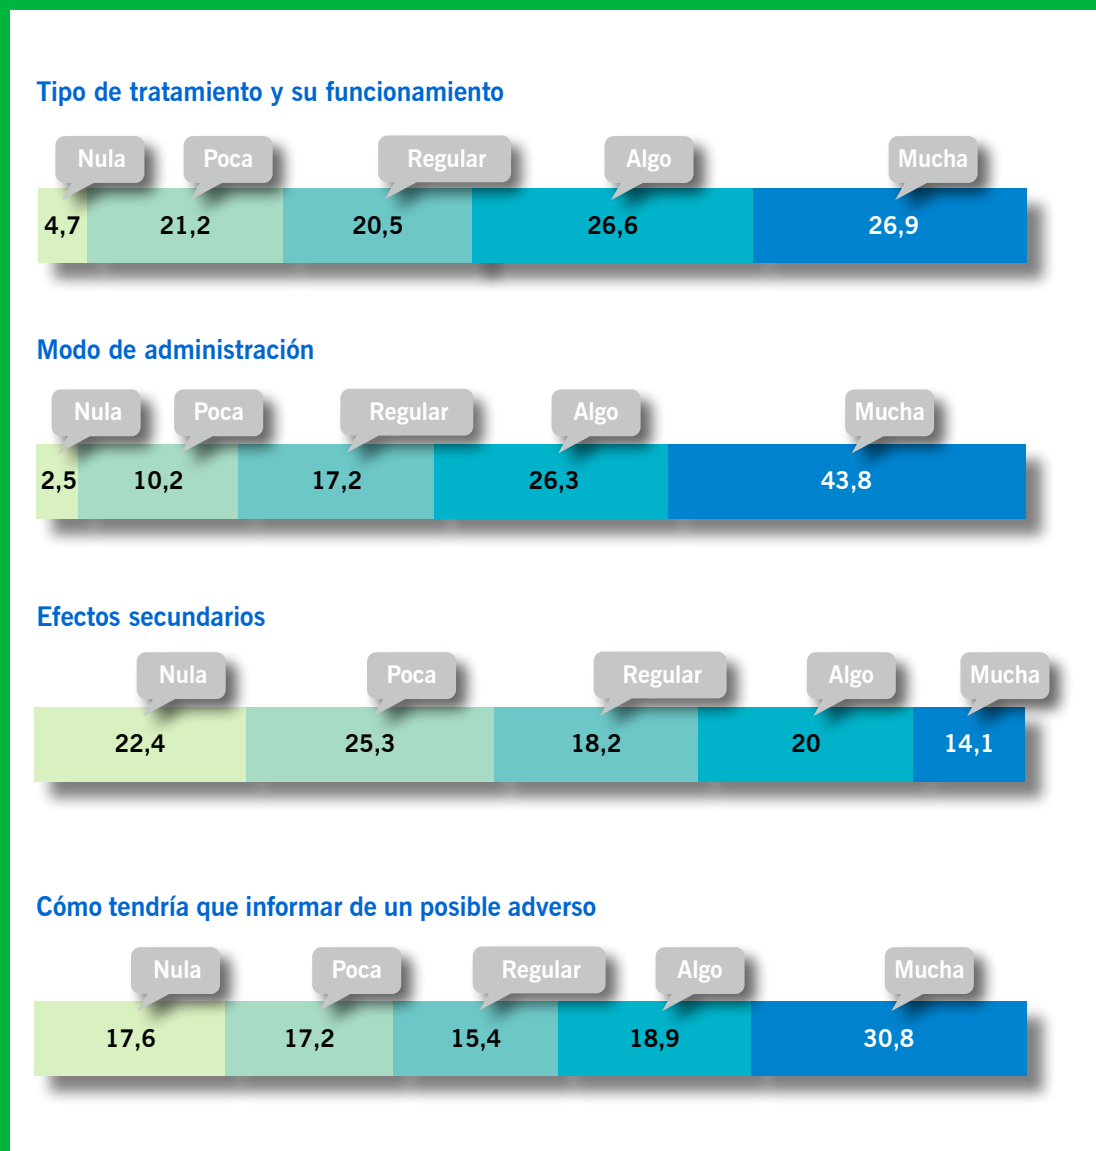 Tipo de tratamiento y su funcionamiento
Nula Poca Regular Algo Mucha
4,7 21,2 20,5 26,6 26,9
Modo de administración
Nula Poca Regular Algo Mucha
2,5 10,2 17,2 26,3 43,8
Efectos secundarios
Nula Poca Regular Algo Mucha
22,4 25,3 18,2 20 14,1
Cómo tendría que informar de un posible adverso
Nula Poca Regular Algo Mucha
17,6 17,2 15,4 18,9 30,8